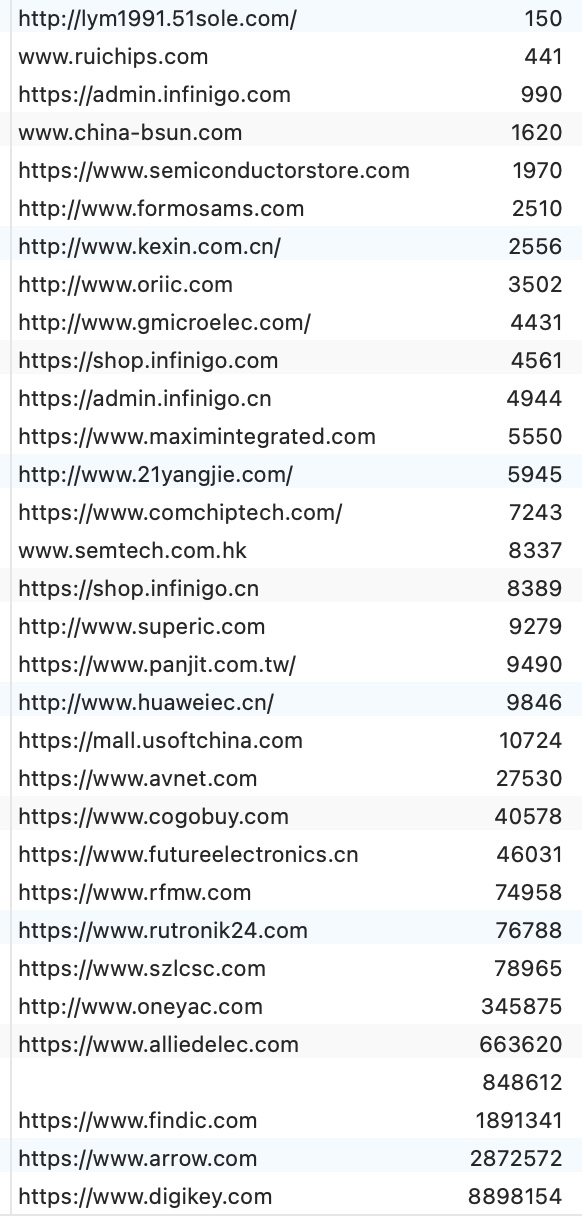 http://lym1991.51sole.com/ 150
www.ruichips.com 441
https://admin.infinigo.com 990
www.china-bsun.com 1620
https://www.semiconductorstore.com 1970
http://www.formosams.com 2510
http://www.kexin.com.cn/ 2556
http://www.oriic.com 3502
http://www.gmicroelec.com/ 4431
https://shop.infinigo.com 4561
https://admin.infinigo.cn 4944
https://www.maximintegrated.com 5550
http://www.21yangjie.com/ 5945
https://www.comchiptech.com/ 7243
www.semtech.com.hk 8337
https://shop.infinigo.cn 8389
http://www.superic.com 9279
https://www.panjit.com.tw/ 9490
http://www.huaweiec.cn/ 9846
https://mall.usoftchina.com 10724
https://www.avnet.com 27530
https://www.cogobuy.com 40578
https://www.futureelectronics.cn 46031
https://www.rfmw.com 74958
https://www.rutronik24.com 76788
https://www.szlcsc.com 78965
http://www.oneyac.com 345875
https://www.alliedelec.com 663620
848612
https://www.findic.com 1891341
https://www.arrow.com 2872572
https://www.digikey.com 8898154